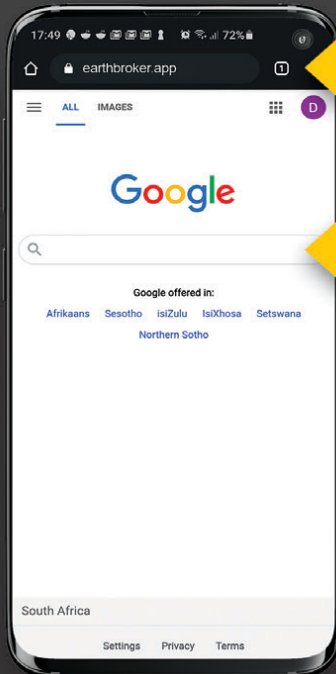 17:49 72%
earthbroker.app 1
ALL IMAGES D
Google
Google offered in:
Afrikaans Sesotho isiZulu IsiXhosa Setswana
Northern Sotho
South Africa
Settings Privacy Terms